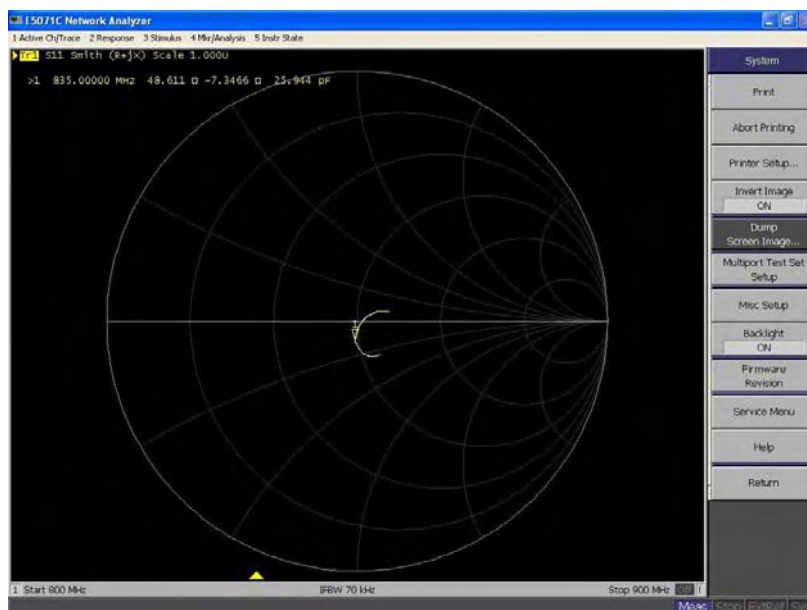 E5071C Network Analyzer
1 Active Ch/Trace 2 Response 3 Stimulus 4 Mkr/Analysis 5 Instr State
Tr1 S11 Smith (R+jX) Scale 1.000U
>1 835.00000 MHz 48.611 Ω -7.3466 Ω 25.944 pF
1
System
Print
Abort Printing
Printer Setup...
Invert Image
ON
Dump
Screen Image...
Multiport Test Set
Setup
Misc Setup
Backlight
ON
Firmware
Revision
Service Menu
Help
Return
1 Start 800 MHz IFBW 70 kHz Stop 900 MHz Off !
Meas Stop ExtRef